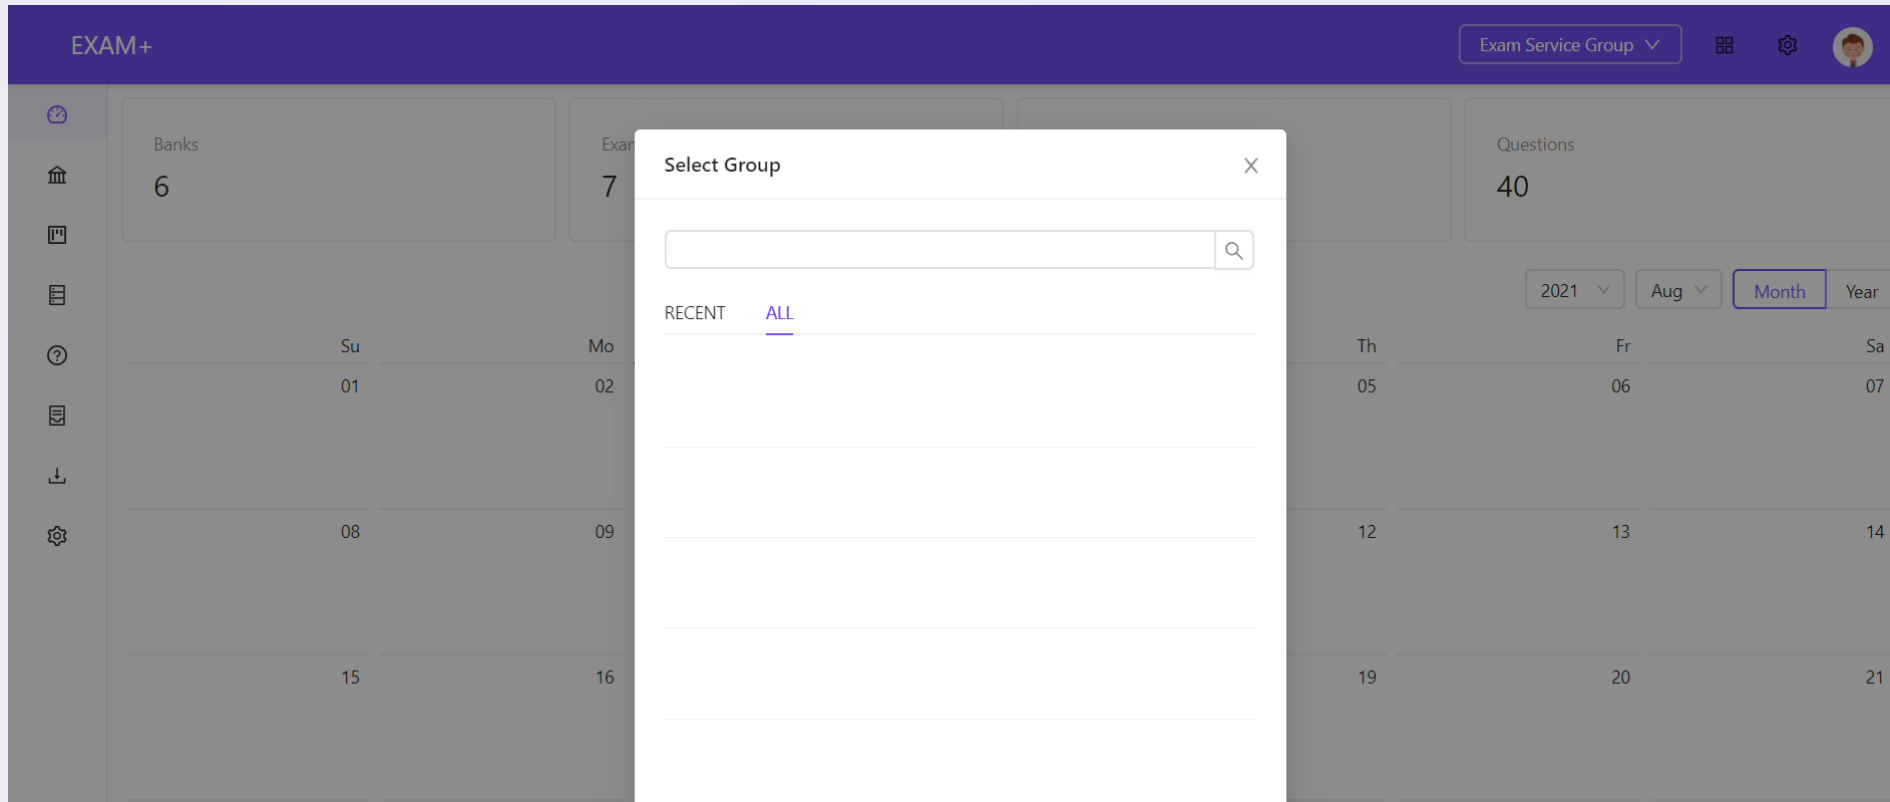 EXAM+
Exam Service Group
Banks
6
Exam
7
Questions
40
Select Group
RECENT
ALL
2021
Aug
Month
Year
Su
Mo
Th
Fr
Sa
01
02
05
06
07
08
09
12
13
14
15
16
19
20
21